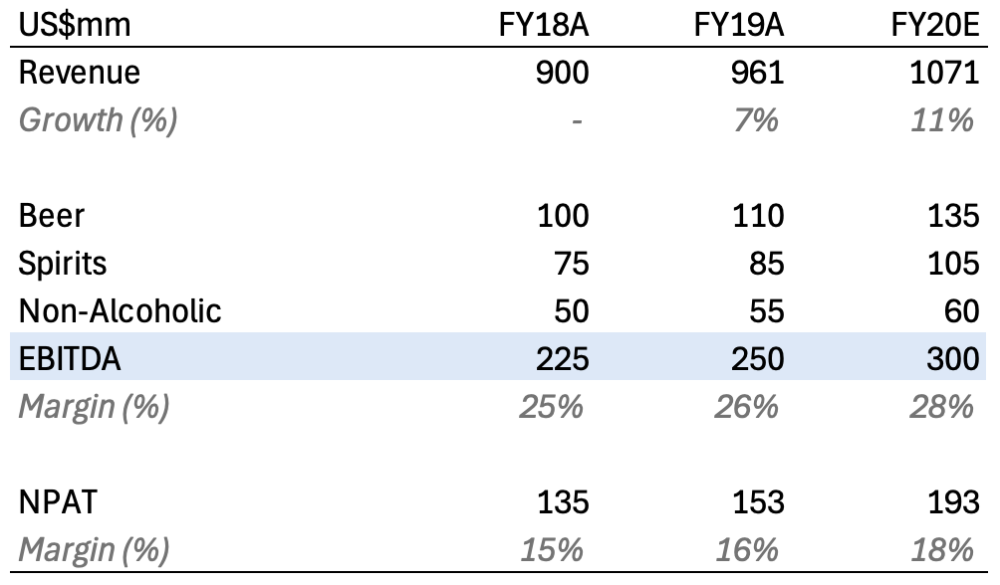 US$mm FY18A FY19A FY20E
Revenue 900 961 1071
Growth (%) - 7% 11%
Beer 100 110 135
Spirits 75 85 105
Non-Alcoholic 50 55 60
EBITDA 225 250 300
Margin (%) 25% 26% 28%
NPAT 135 153 193
Margin (%) 15% 16% 18%